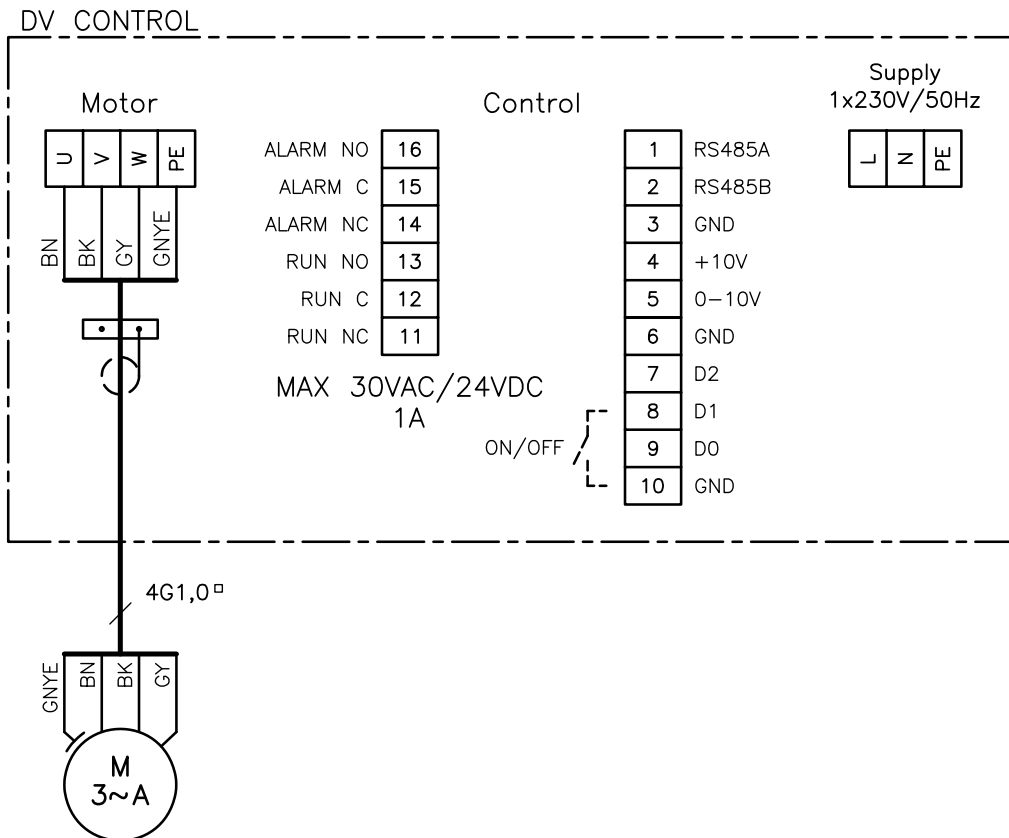 DV CONTROL
Motor
U V W PE
BN BK GY GNYE
Control
ALARM NO 16
ALARM C 15
ALARM NC 14
RUN NO 13
RUN C 12
RUN NC 11
MAX 30VAC/24VDC
1A
1 RS485A
2 RS485B
3 GND
4 +10V
5 0-10V
6 GND
7 D2
8 D1
9 D0
10 GND
ON/OFF
Supply
1x230V/50Hz
L N PE
4G1,0□
GNYE BN BK GY
M
3~A